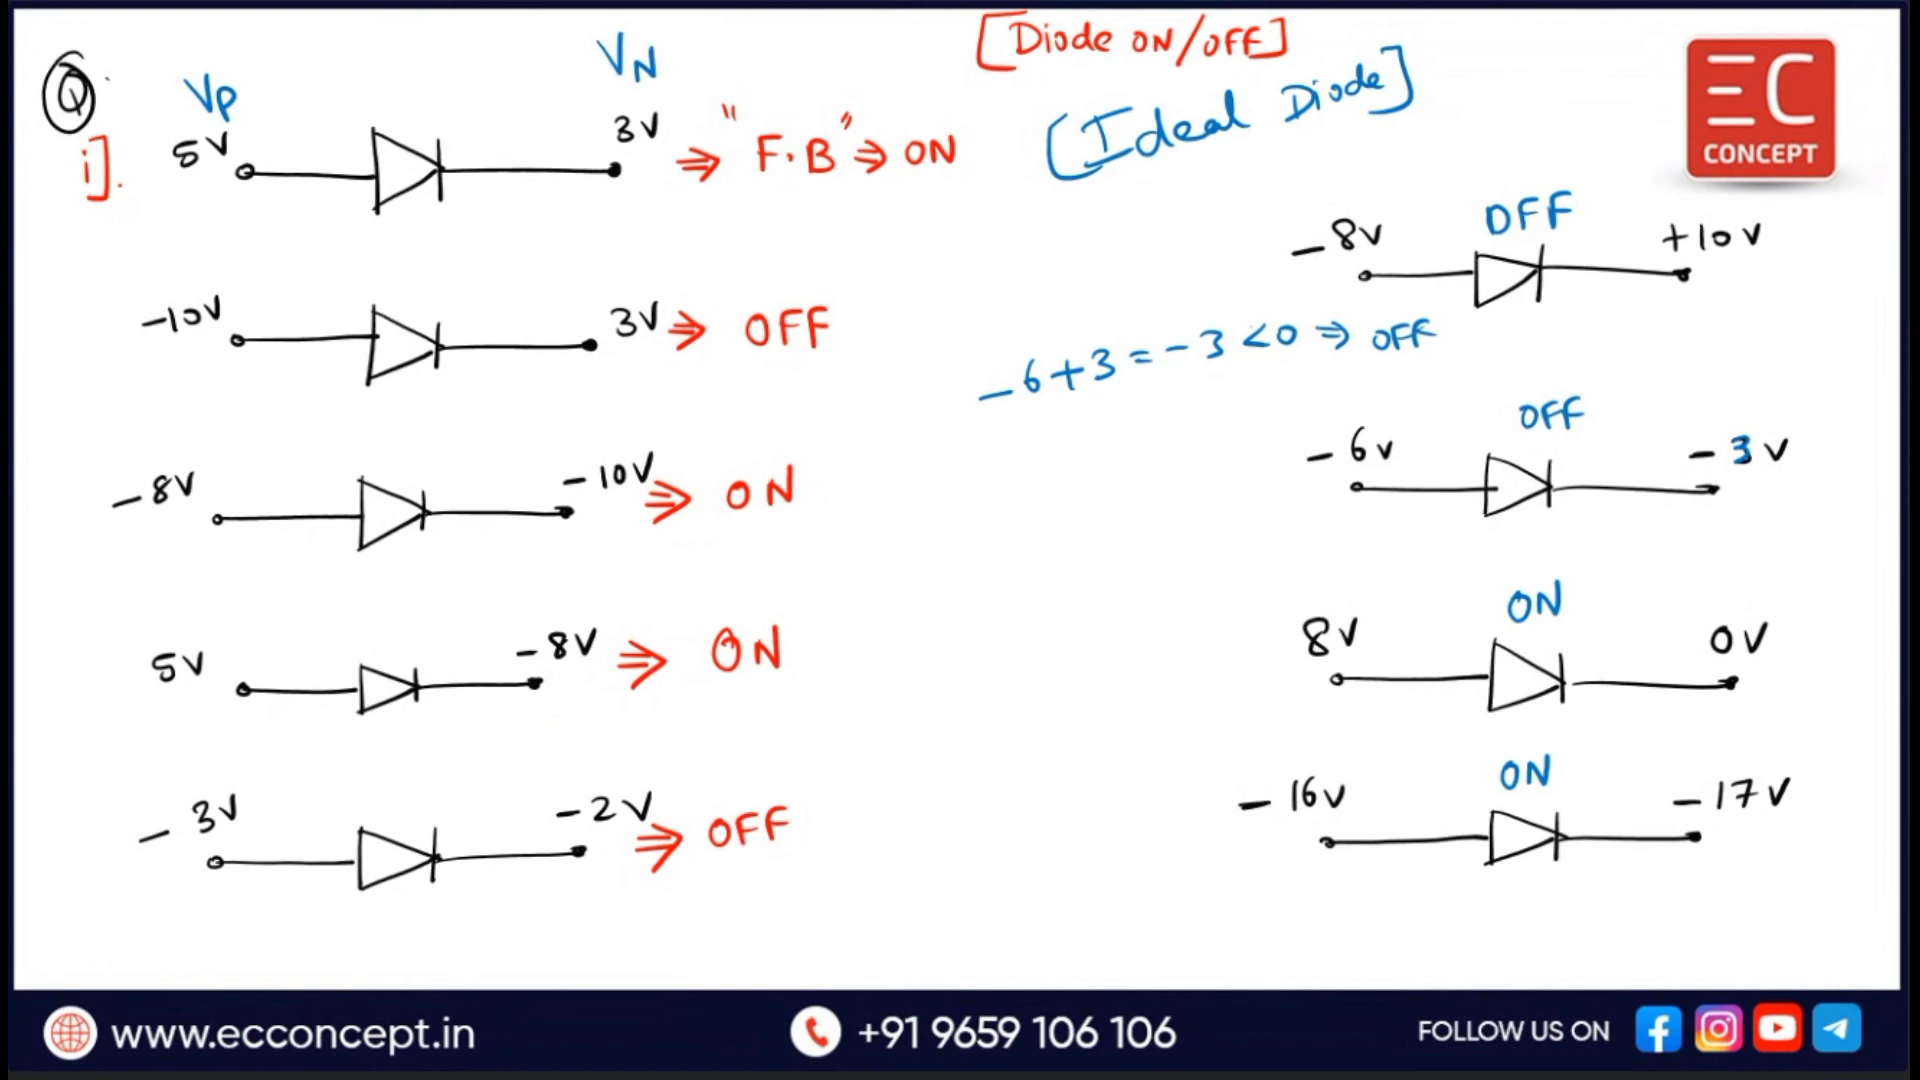 [Diode ON/OFF]
[Ideal Diode]
EC
CONCEPT
Q.
i].
VP
VN
5V
3V ⇒ "F.B" ⇒ ON
-10V
3V ⇒ OFF
-8V
-10V ⇒ ON
5V
-8V ⇒ ON
-3V
-2V ⇒ OFF
-8V
OFF
+10V
-6+3=-3<0 ⇒ OFF
-6V
OFF
-3V
8V
ON
0V
-16V
ON
-17V
www.ecconcept.in
+91 9659 106 106
FOLLOW US ON